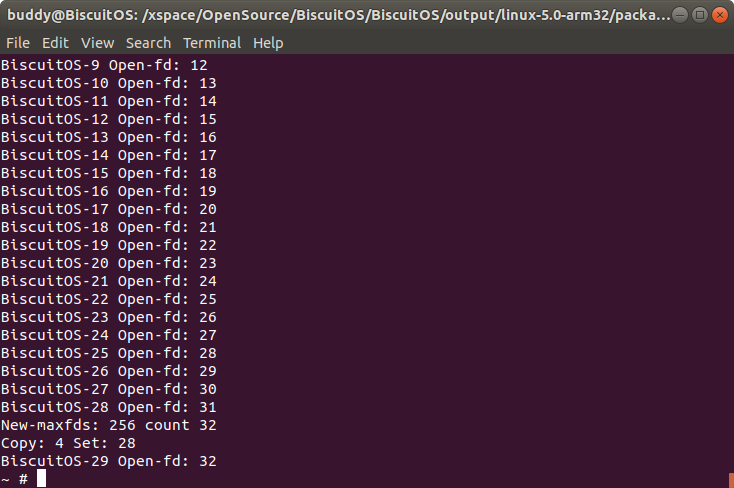 buddy@BiscuitOS: /xspace/OpenSource/BiscuitOS/BiscuitOS/output/linux-5.0-arm32/packa...
File Edit View Search Terminal Help
BiscuitOS-9 Open-fd: 12
BiscuitOS-10 Open-fd: 13
BiscuitOS-11 Open-fd: 14
BiscuitOS-12 Open-fd: 15
BiscuitOS-13 Open-fd: 16
BiscuitOS-14 Open-fd: 17
BiscuitOS-15 Open-fd: 18
BiscuitOS-16 Open-fd: 19
BiscuitOS-17 Open-fd: 20
BiscuitOS-18 Open-fd: 21
BiscuitOS-19 Open-fd: 22
BiscuitOS-20 Open-fd: 23
BiscuitOS-21 Open-fd: 24
BiscuitOS-22 Open-fd: 25
BiscuitOS-23 Open-fd: 26
BiscuitOS-24 Open-fd: 27
BiscuitOS-25 Open-fd: 28
BiscuitOS-26 Open-fd: 29
BiscuitOS-27 Open-fd: 30
BiscuitOS-28 Open-fd: 31
New-maxfds: 256 count 32
Copy: 4 Set: 28
BiscuitOS-29 Open-fd: 32
~ #